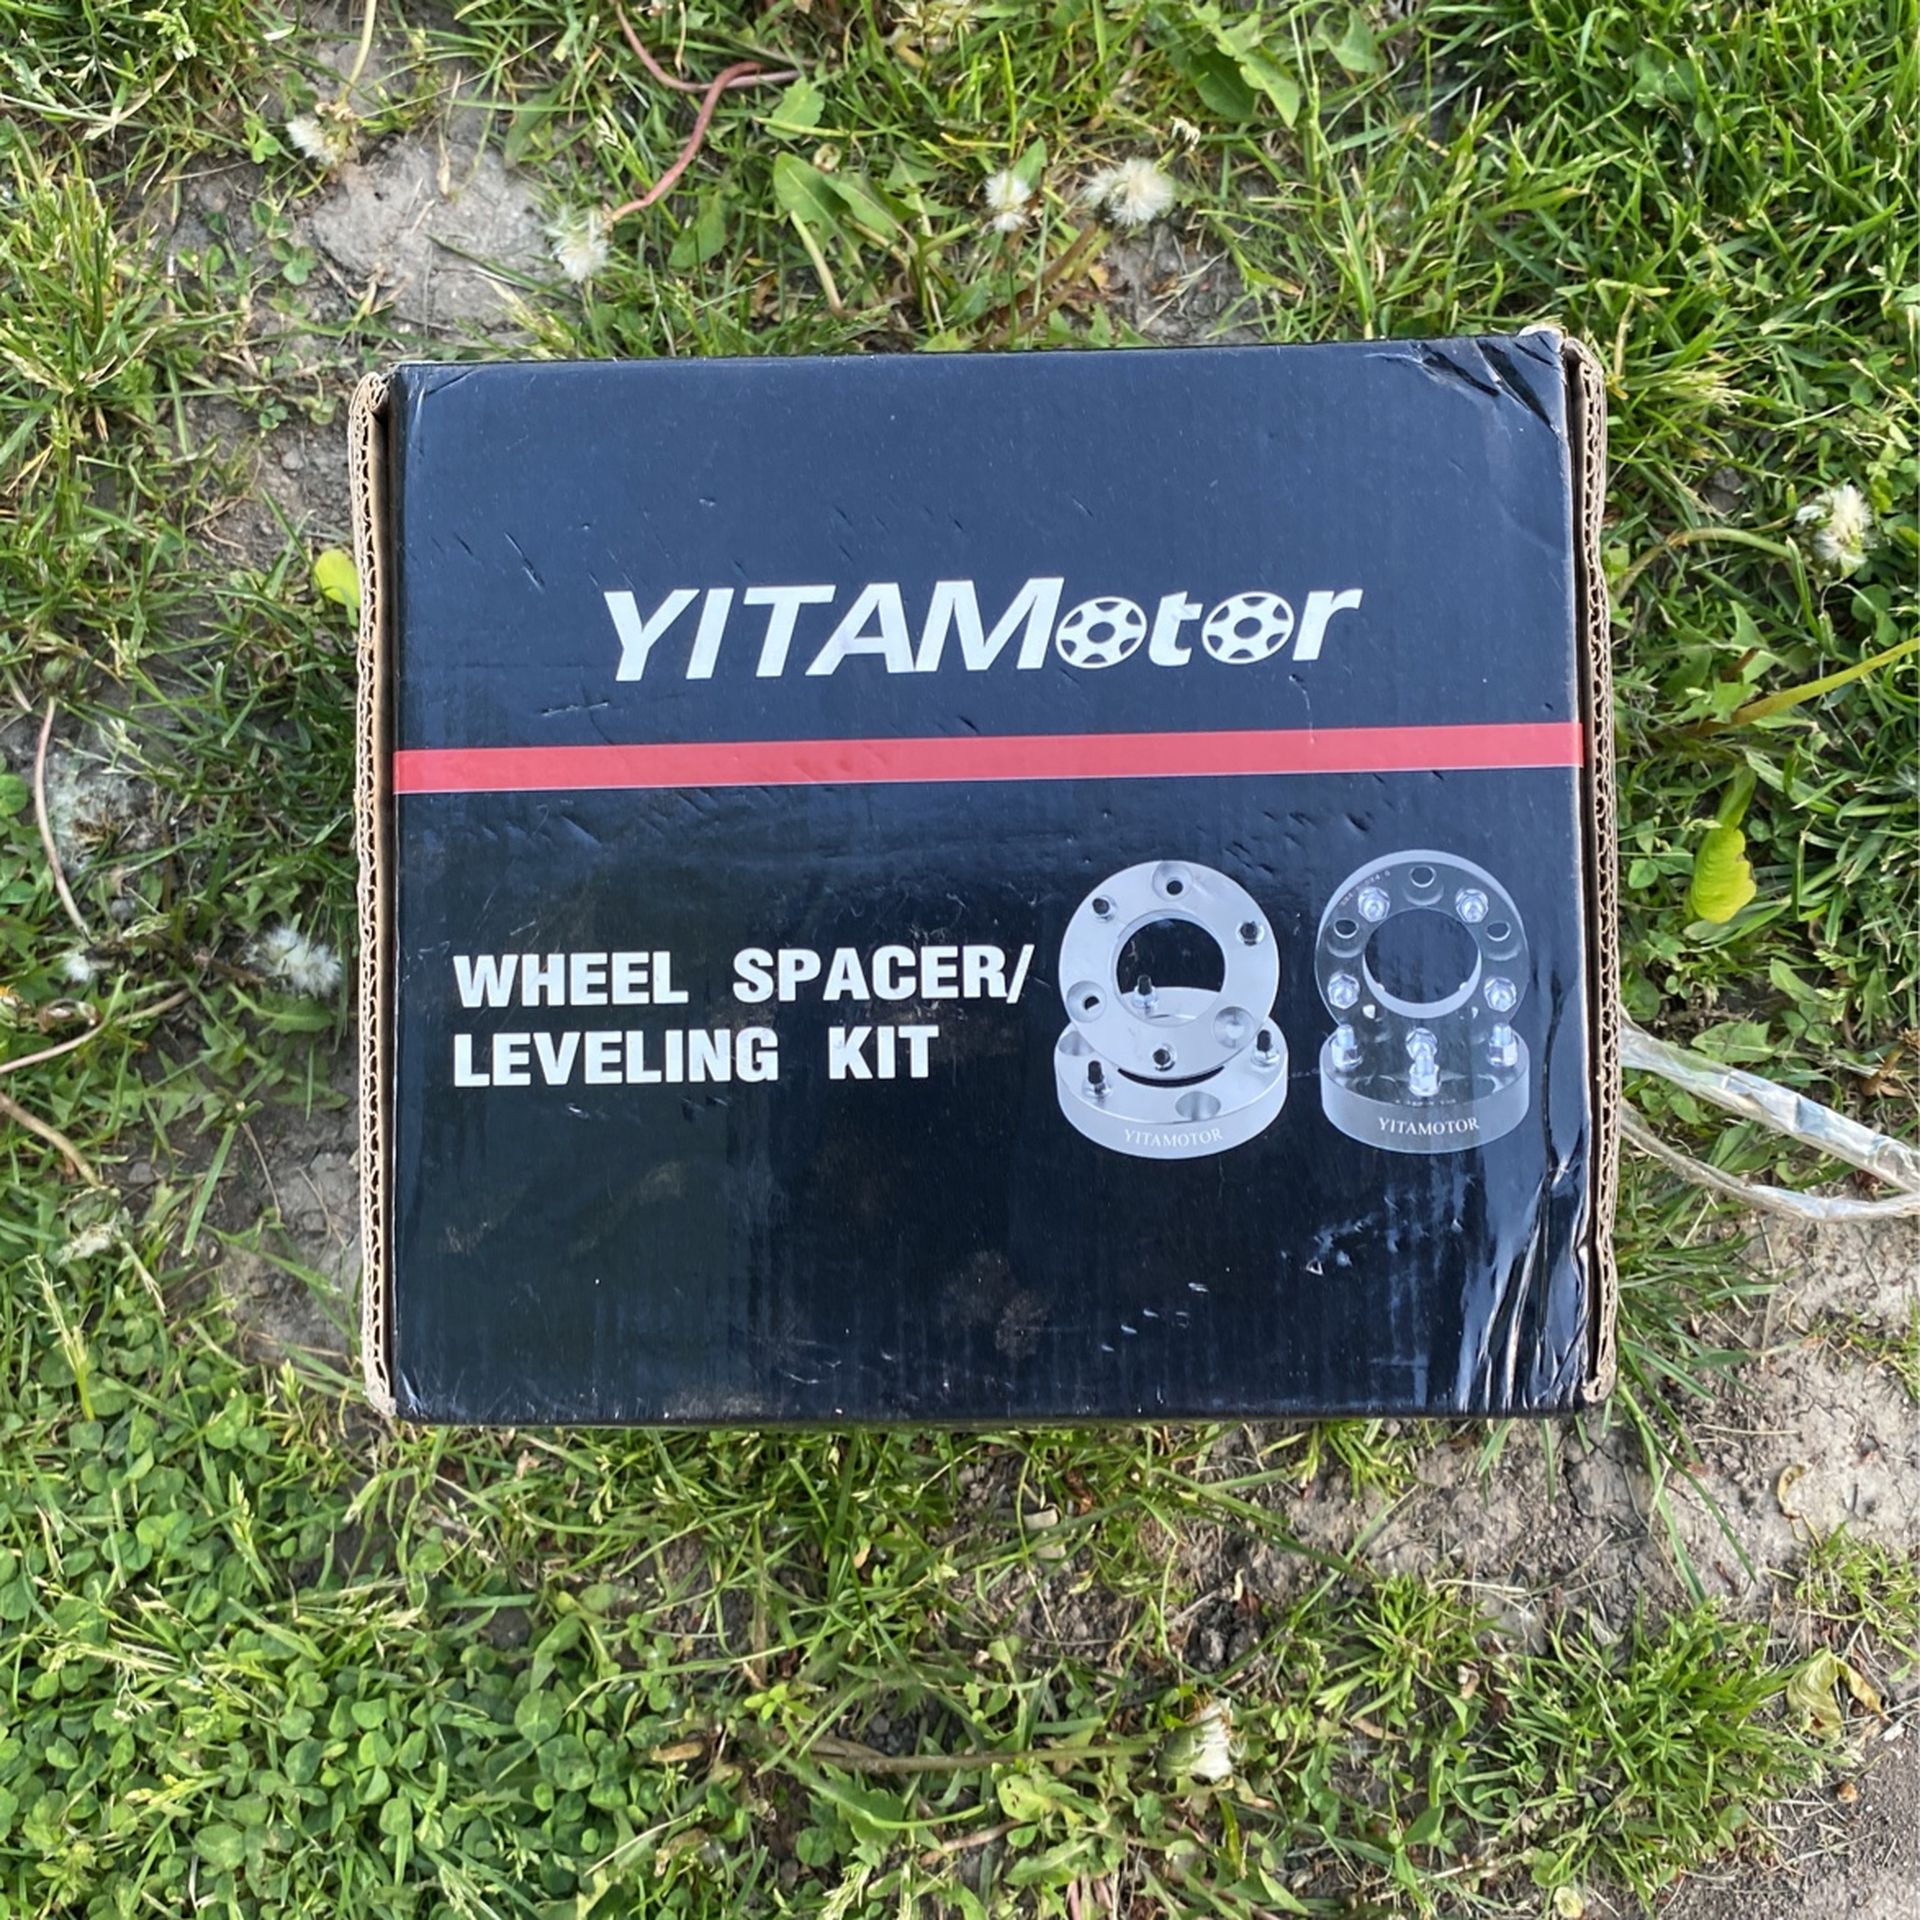 YITAMotor
WHEEL SPACER/
LEVELING KIT
YITAMOTOR
YITAMOTOR